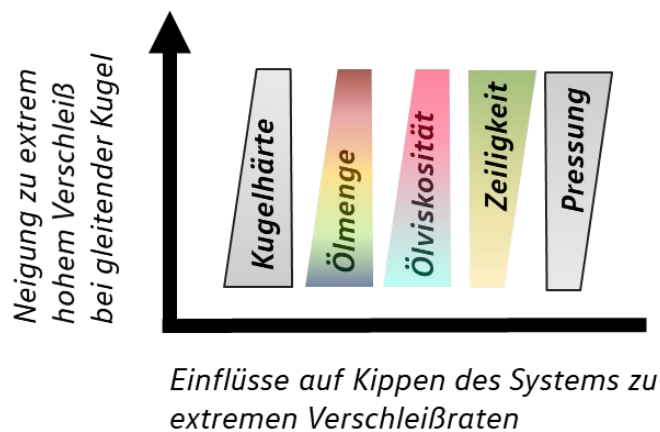 Neigung zu extrem
hohem Verschleiß
bei gleitender Kugel
Kugelhärte
Ölmenge
Ölviskosität
Zeiligkeit
Pressung
Einflüsse auf Kippen des Systems zu
extremen Verschleißraten